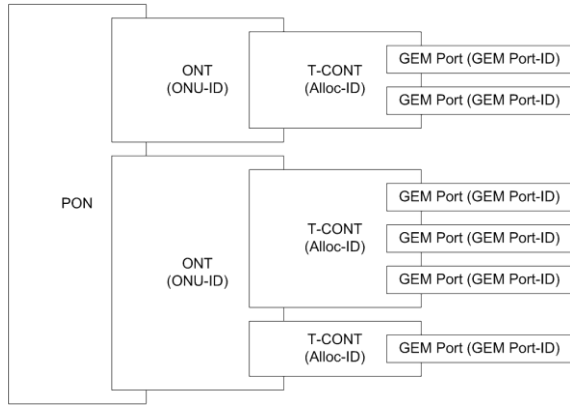 PON
ONT
(ONU-ID)
T-CONT
(Alloc-ID)
GEM Port (GEM Port-ID)
GEM Port (GEM Port-ID)
ONT
(ONU-ID)
T-CONT
(Alloc-ID)
GEM Port (GEM Port-ID)
GEM Port (GEM Port-ID)
GEM Port (GEM Port-ID)
T-CONT
(Alloc-ID)
GEM Port (GEM Port-ID)